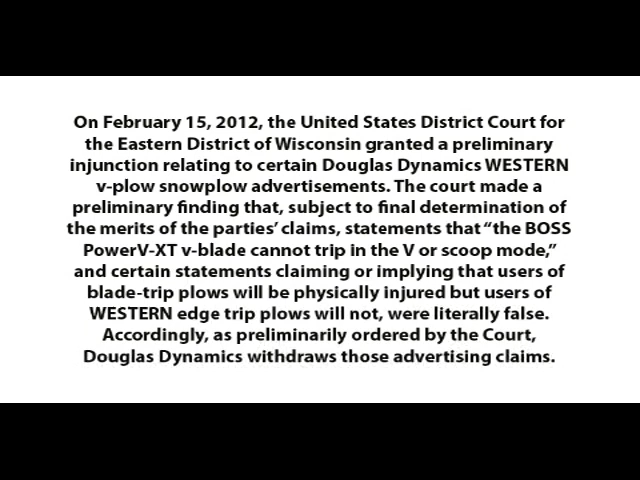 On February 15, 2012, the United States District Court for
the Eastern District of Wisconsin granted a preliminary
injunction relating to certain Douglas Dynamics WESTERN
v-plow snowplow advertisements. The court made a
preliminary finding that, subject to final determination of
the merits of the parties’ claims, statements that “the BOSS
PowerV-XT v-blade cannot trip in the V or scoop mode,”
and certain statements claiming or implying that users of
blade-trip plows will be physically injured but users of
WESTERN edge trip plows will not, were literally false.
Accordingly, as preliminarily ordered by the Court,
Douglas Dynamics withdraws those advertising claims.